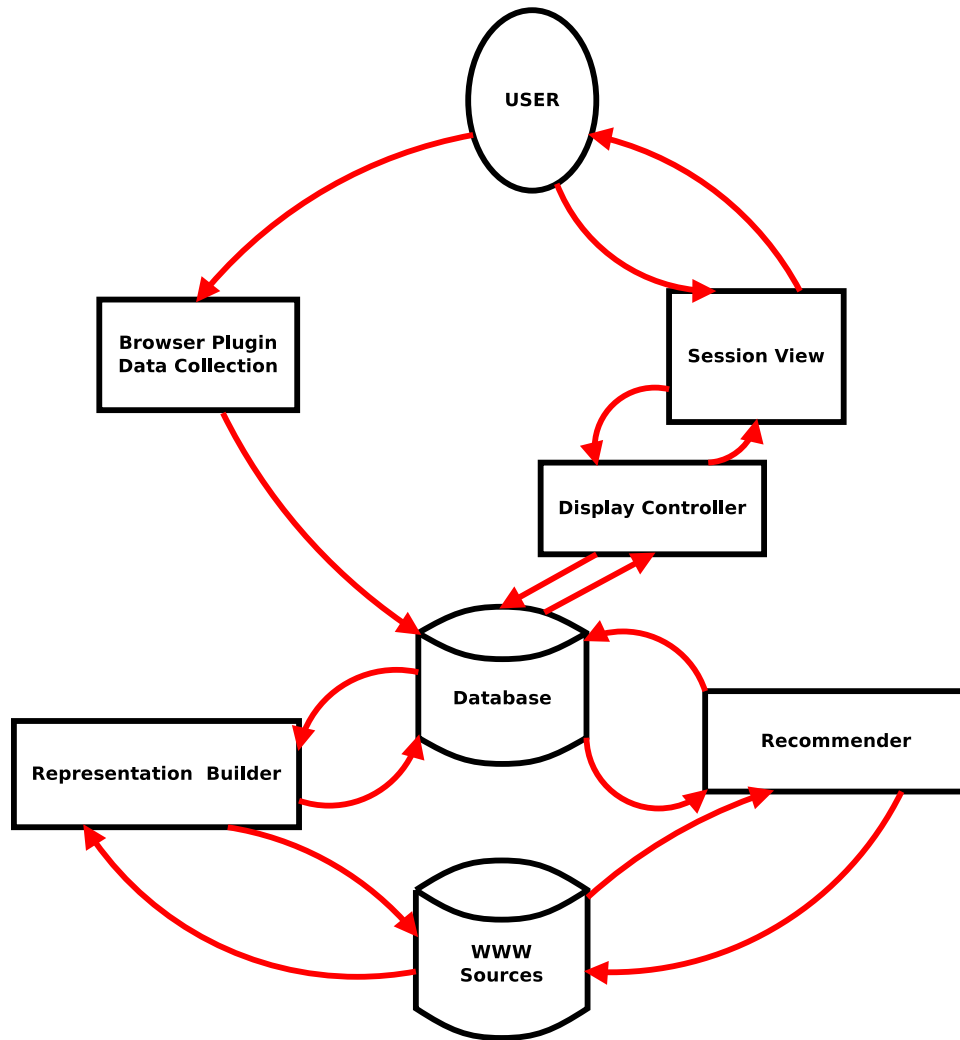 USER
Browser Plugin
Data Collection
Session View
Display Controller
Database
Recommender
Representation  Builder
WWW
Sources